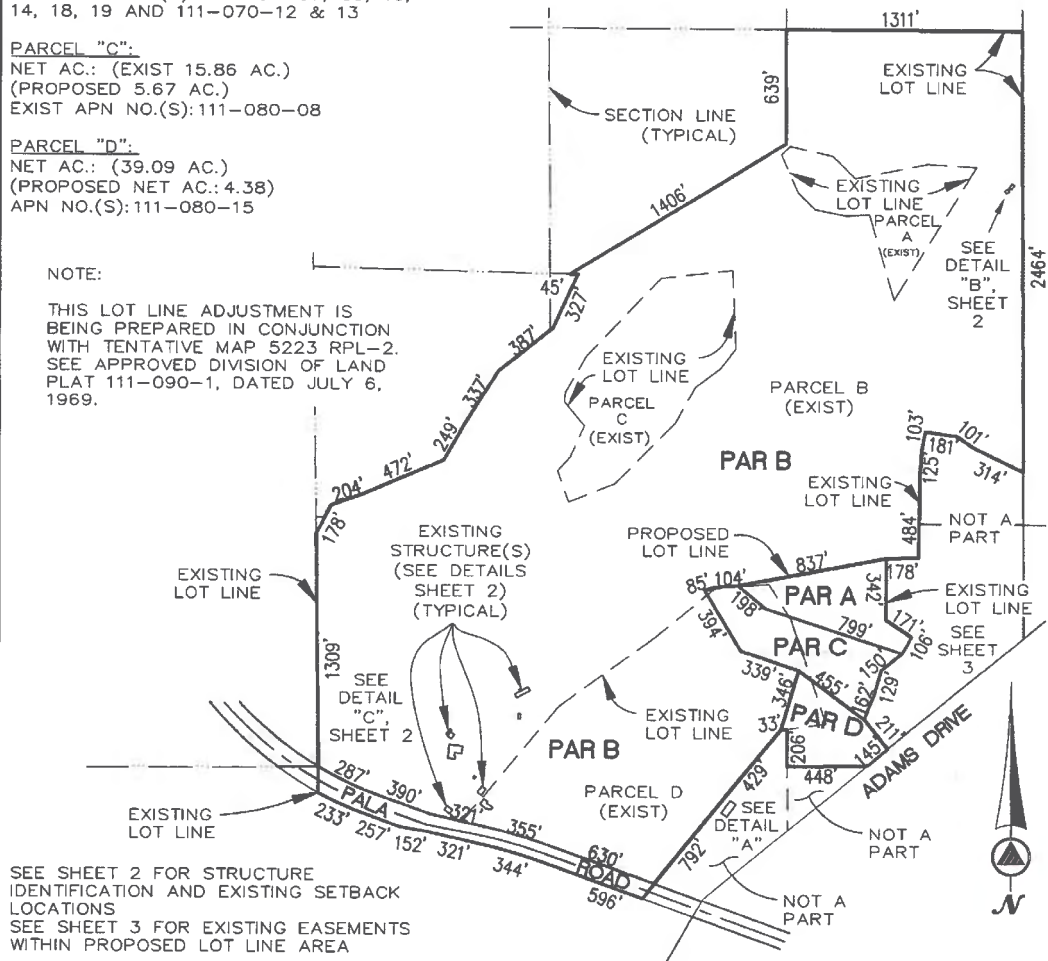 14, 18, 19 AND 111-070-12 & 13
PARCEL "C":
NET AC.: (EXIST 15.86 AC.)
(PROPOSED 5.67 AC.)
EXIST APN NO.(S): 111-080-08
PARCEL "D":
NET AC.: (39.09 AC.)
(PROPOSED NET AC.: 4.38)
APN NO.(S): 111-080-15
NOTE:
THIS LOT LINE ADJUSTMENT IS
BEING PREPARED IN CONJUNCTION
WITH TENTATIVE MAP 5223 RPL-2.
SEE APPROVED DIVISION OF LAND
PLAT 111-090-1, DATED JULY 6,
1969.
1311'
EXISTING
LOT LINE
639'
SECTION LINE
(TYPICAL)
1406'
EXISTING
LOT LINE
PARCEL
A
(EXIST)
SEE
DETAIL
"B",
SHEET
2
2464'
45'
327'
387'
337'
249'
472'
204'
178'
EXISTING
LOT LINE
PARCEL
C
(EXIST)
PARCEL B
(EXIST)
PAR B
103'
181'
101'
314'
125'
EXISTING
LOT LINE
484'
NOT A
PART
PROPOSED
LOT LINE
837'
178'
85'
104'
PAR A
342'
EXISTING
LOT LINE
198'
799'
171'
106'
SEE
SHEET
3
394'
PAR C
150'
339'
455'
162'
129'
346'
33'
PAR D
211'
206'
145'
448'
ADAMS DRIVE
EXISTING
STRUCTURE(S)
(SEE DETAILS
SHEET 2)
(TYPICAL)
EXISTING
LOT LINE
1309'
SEE
DETAIL
"C",
SHEET 2
EXISTING
LOT LINE
PAR B
PARCEL D
(EXIST)
429'
SEE
DETAIL
"A"
792'
NOT A
PART
NOT A
PART
287'
390'
321'
355'
630'
PALA
ROAD
EXISTING
LOT LINE
233'
257'
152'
321'
344'
596'
N
SEE SHEET 2 FOR STRUCTURE
IDENTIFICATION AND EXISTING SETBACK
LOCATIONS
SEE SHEET 3 FOR EXISTING EASEMENTS
WITHIN PROPOSED LOT LINE AREA